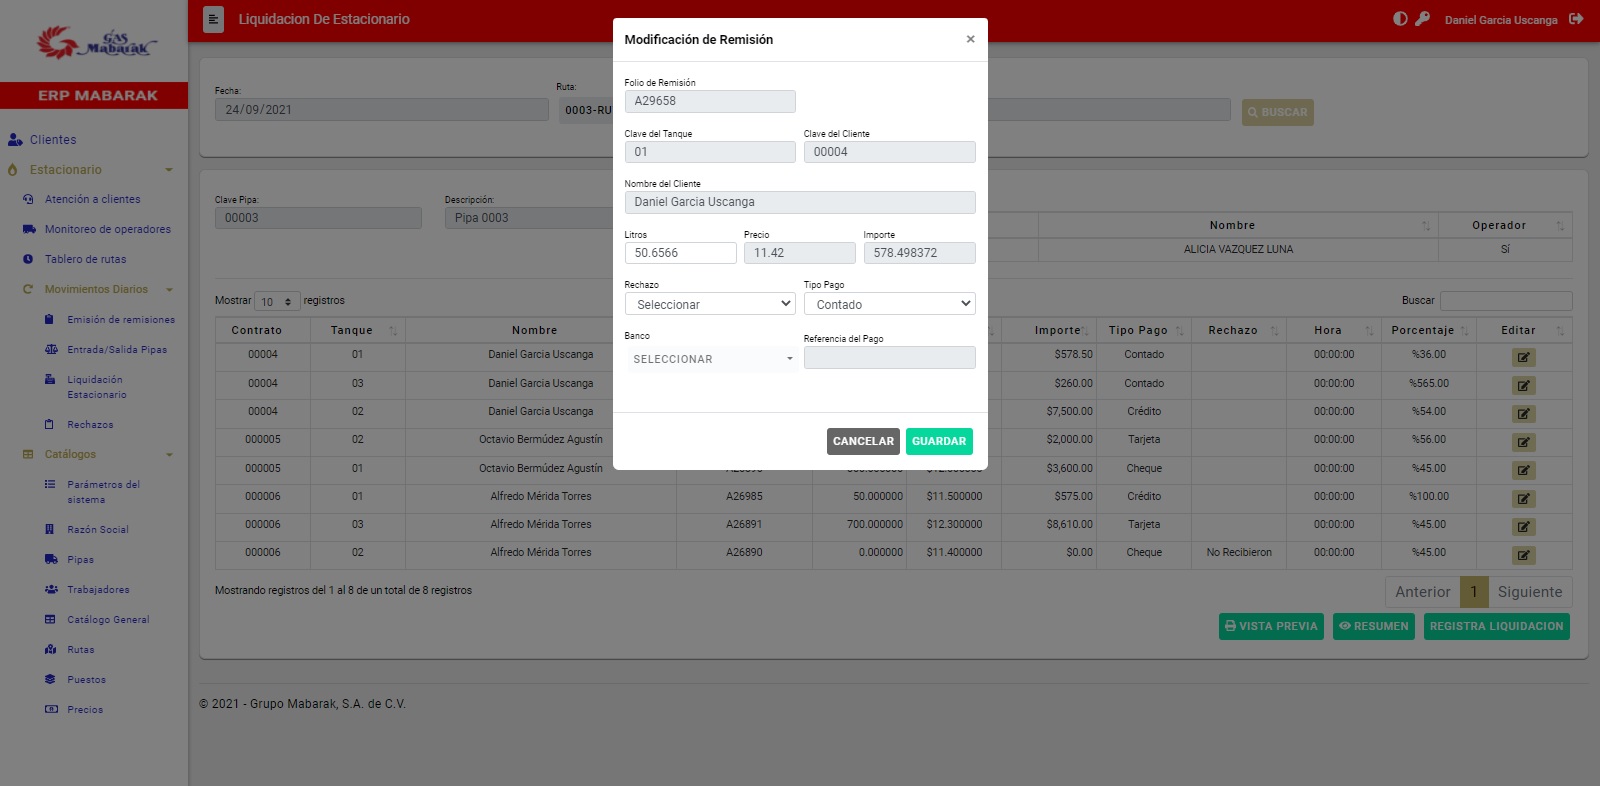 GAS
Mabarak
ERP MABARAK
Clientes
Estacionario
Atención a clientes
Monitoreo de operadores
Tablero de rutas
Movimientos Diarios
Emisión de remisiones
Entrada/Salida Pipas
Liquidación
Estacionario
Rechazos
Catálogos
Parámetros del
sistema
Razón Social
Pipas
Trabajadores
Catálogo General
Rutas
Puestos
Precios
Liquidacion De Estacionario
Daniel Garcia Uscanga
Fecha:
24/09/2021
Ruta:
0003-RU
BUSCAR
Clave Pipa:
00003
Descripción:
Pipa 0003
Nombre Operador
ALICIA VAZQUEZ LUNA Sí
Mostrar 10 registros
Buscar
Contrato Tanque Nombre Importe Tipo Pago Rechazo Hora Porcentaje Editar
00004 01 Daniel Garcia Uscanga $578.50 Contado 00:00:00 %36.00
00004 03 Daniel Garcia Uscanga $260.00 Contado 00:00:00 %565.00
00004 02 Daniel Garcia Uscanga $7,500.00 Crédito 00:00:00 %54.00
000005 02 Octavio Bermúdez Agustín $2,000.00 Tarjeta 00:00:00 %56.00
000005 01 Octavio Bermúdez Agustín $3,600.00 Cheque 00:00:00 %45.00
000006 01 Alfredo Mérida Torres A26985 50.000000 $11.500000 $575.00 Crédito 00:00:00 %100.00
000006 03 Alfredo Mérida Torres A26891 700.000000 $12.300000 $8,610.00 Tarjeta 00:00:00 %45.00
000006 02 Alfredo Mérida Torres A26890 0.000000 $11.400000 $0.00 Cheque No Recibieron 00:00:00 %45.00
Mostrando registros del 1 al 8 de un total de 8 registros
Anterior 1 Siguiente
VISTA PREVIA RESUMEN REGISTRA LIQUIDACION
© 2021 - Grupo Mabarak, S.A. de C.V.
Modificación de Remisión ×
Folio de Remisión
A29658
Clave del Tanque Clave del Cliente
01 00004
Nombre del Cliente
Daniel Garcia Uscanga
Litros Precio Importe
50.6566 11.42 578.498372
Rechazo Tipo Pago
Seleccionar Contado
Banco Referencia del Pago
SELECCIONAR
CANCELAR GUARDAR